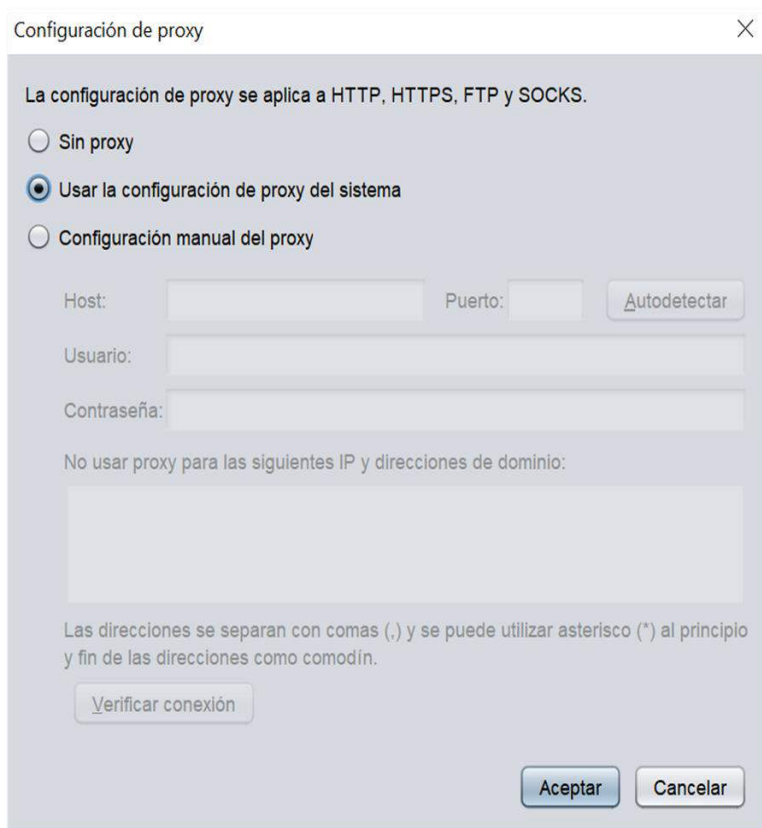 Configuración de proxy
La configuración de proxy se aplica a HTTP, HTTPS, FTP y SOCKS.
Sin proxy
Usar la configuración de proxy del sistema
Configuración manual del proxy
Host: Puerto: Autodetectar
Usuario:
Contraseña:
No usar proxy para las siguientes IP y direcciones de dominio:
Las direcciones se separan con comas (,) y se puede utilizar asterisco (*) al principio
y fin de las direcciones como comodín.
Verificar conexión
Aceptar Cancelar